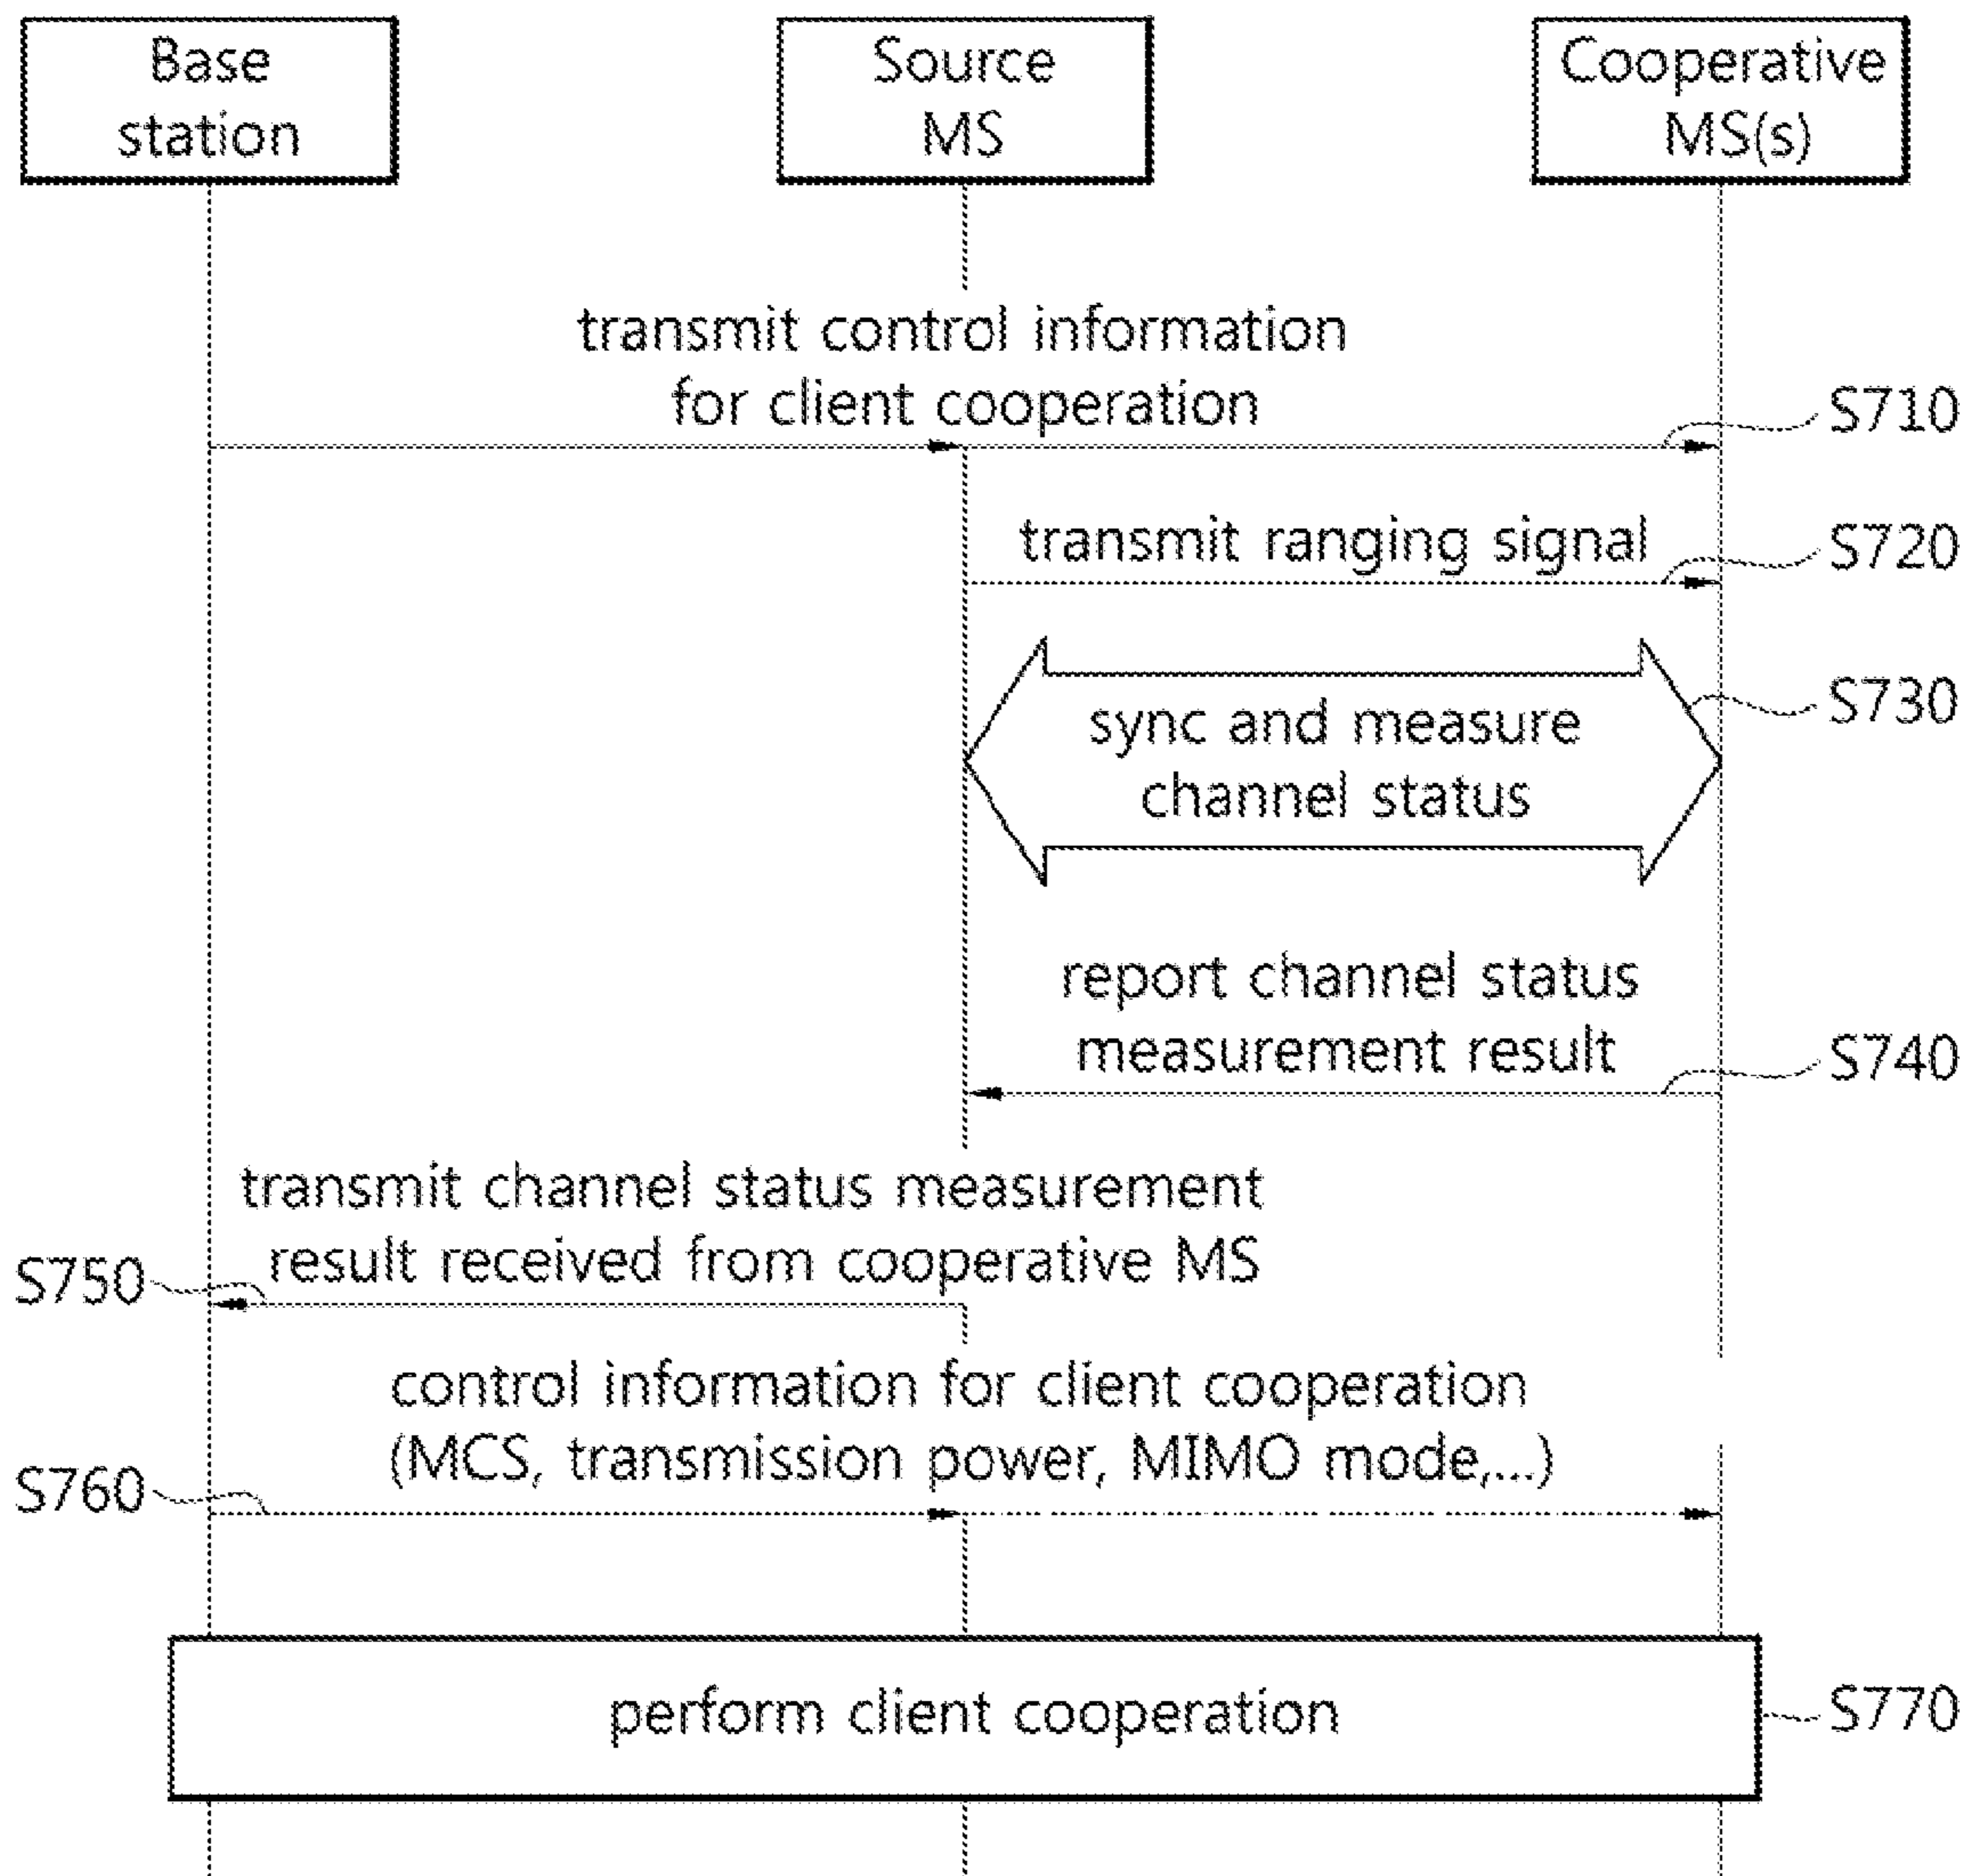 Base
station
Source
MS
Cooperative
MS(s)
transmit control information
for client cooperation
S710
transmit ranging signal
S720
sync and measure
channel status
S730
report channel status
measurement result
S740
transmit channel status measurement
result received from cooperative MS
S750
control information for client cooperation
(MCS, transmission power, MIMO mode,...)
S760
perform client cooperation
S770